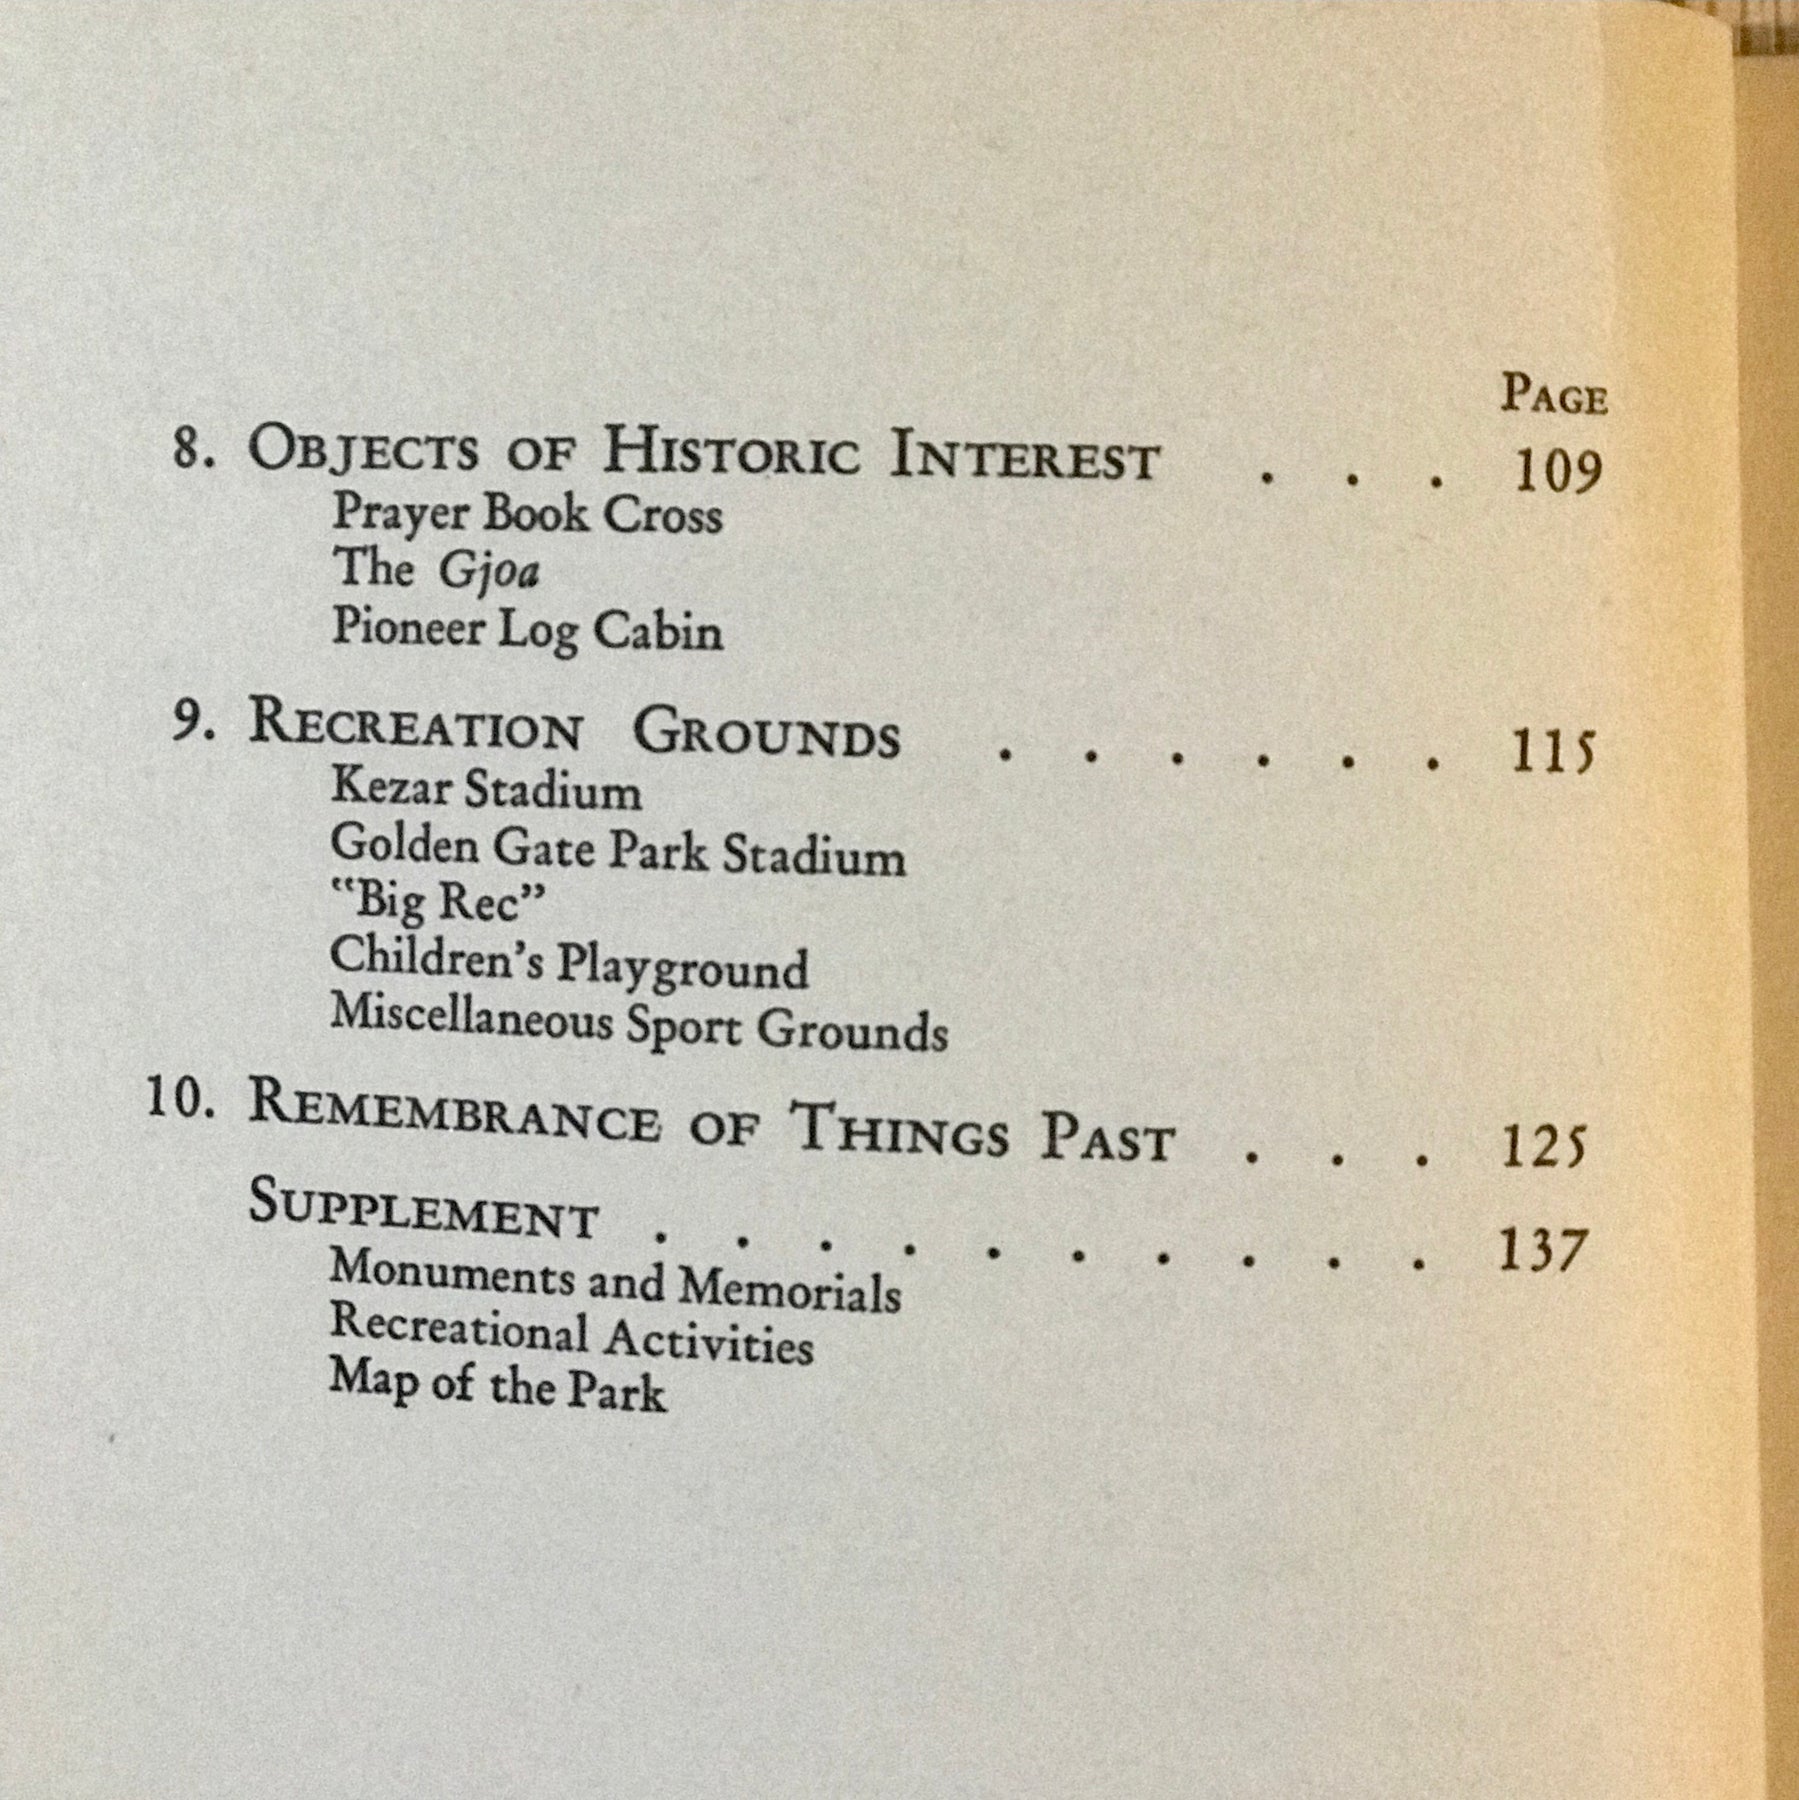 PAGE
8. OBJECTS OF HISTORIC INTEREST . . . 109
Prayer Book Cross
The Gjoa
Pioneer Log Cabin
9. RECREATION GROUNDS . . . . . . 115
Kezar Stadium
Golden Gate Park Stadium
“Big Rec”
Children’s Playground
Miscellaneous Sport Grounds
10. REMEMBRANCE OF THINGS PAST . . . 125
SUPPLEMENT . . . . . . . . . . 137
Monuments and Memorials
Recreational Activities
Map of the Park